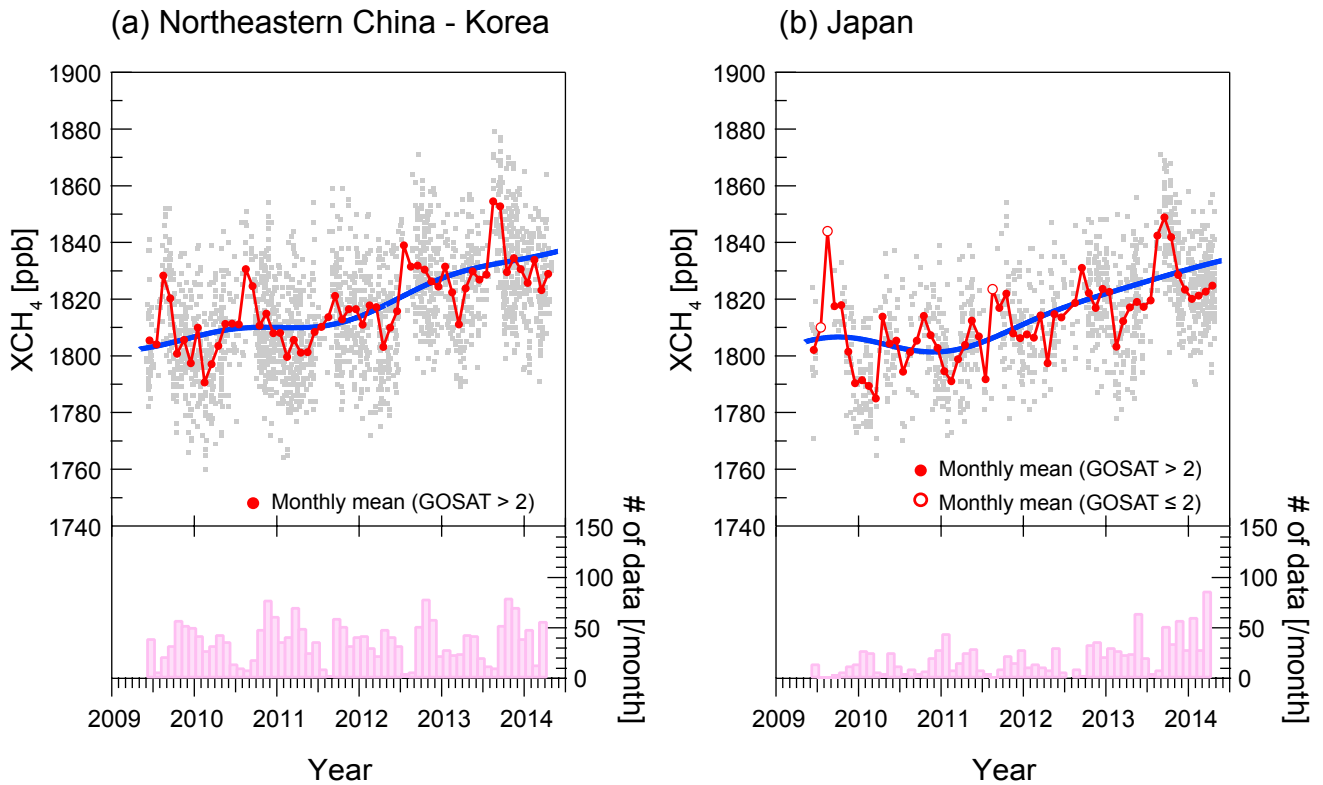 (a) Northeastern China - Korea
1900
1880
1860
1840
1820
1800
1780
1760
1740
XCH4 [ppb]
Monthly mean (GOSAT > 2)
150
100
50
0
# of data [/month]
2009 2010 2011 2012 2013 2014
Year
(b) Japan
1900
1880
1860
1840
1820
1800
1780
1760
1740
XCH4 [ppb]
Monthly mean (GOSAT > 2)
Monthly mean (GOSAT ≤ 2)
150
100
50
0
# of data [/month]
2009 2010 2011 2012 2013 2014
Year